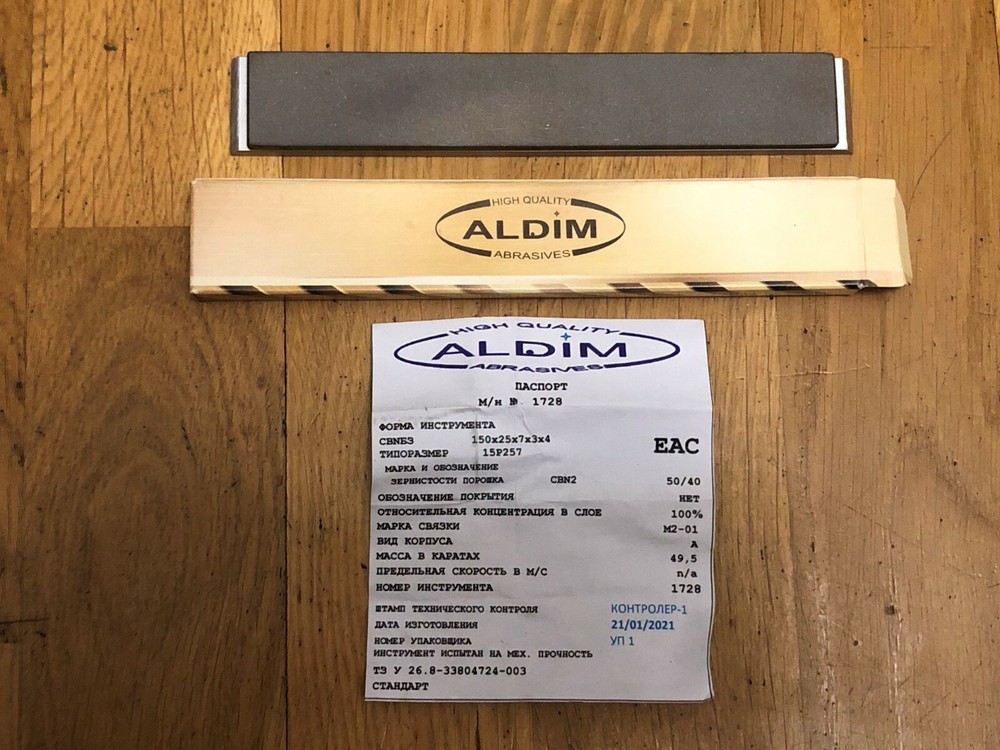 HIGH QUALITY
ALDIM
ABRASIVES
HIGH QUALITY
ALDIM
ABRASIVES
ПАСПОРТ
М/н № 1728
ФОРМА ИНСТРУМЕНТА
CBNБЗ 150x25x7x3x4
ТИПОРАЗМЕР 15P257
EAC
МАРКА И ОБОЗНАЧЕНИЕ
ЗЕРНИСТОСТИ ПОРОШКА CBN2 50/40
ОБОЗНАЧЕНИЕ ПОКРЫТИЯ НЕТ
ОТНОСИТЕЛЬНАЯ КОНЦЕНТРАЦИЯ В СЛОЕ 100%
МАРКА СВЯЗКИ М2-01
ВИД КОРПУСА А
МАССА В КАРАТАХ 49,5
ПРЕДЕЛЬНАЯ СКОРОСТЬ В М/С n/a
НОМЕР ИНСТРУМЕНТА 1728
ШТАМП ТЕХНИЧЕСКОГО КОНТРОЛЯ КОНТРОЛЕР-1
ДАТА ИЗГОТОВЛЕНИЯ 21/01/2021
НОМЕР УПАКОВЩИКА УП 1
ИНСТРУМЕНТ ИСПЫТАН НА МЕХ. ПРОЧНОСТЬ
ТЗ У 26.8-33804724-003
СТАНДАРТ